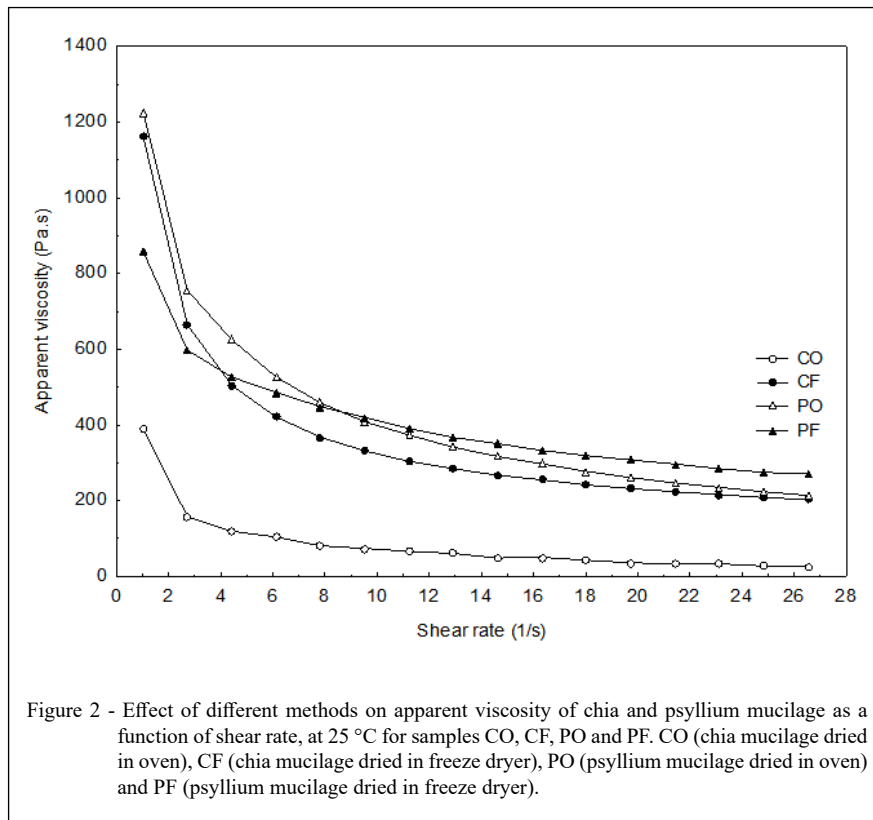 1400
1200
1000
800
600
400
200
0
Apparent viscosity (Pa.s)
CO
CF
PO
PF
0 2 4 6 8 10 12 14 16 18 20 22 24 26 28
Shear rate (1/s)
Figure 2 - Effect of different methods on apparent viscosity of chia and psyllium mucilage as a
function of shear rate, at 25 °C for samples CO, CF, PO and PF. CO (chia mucilage dried
in oven), CF (chia mucilage dried in freeze dryer), PO (psyllium mucilage dried in oven)
and PF (psyllium mucilage dried in freeze dryer).